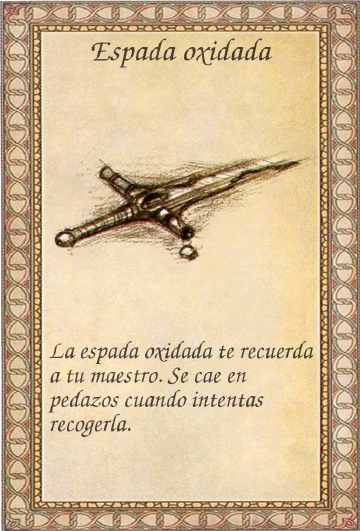 Espada oxidada
La espada oxidada te recuerda
a tu maestro. Se cae en
pedazos cuando intentas
recogerla.